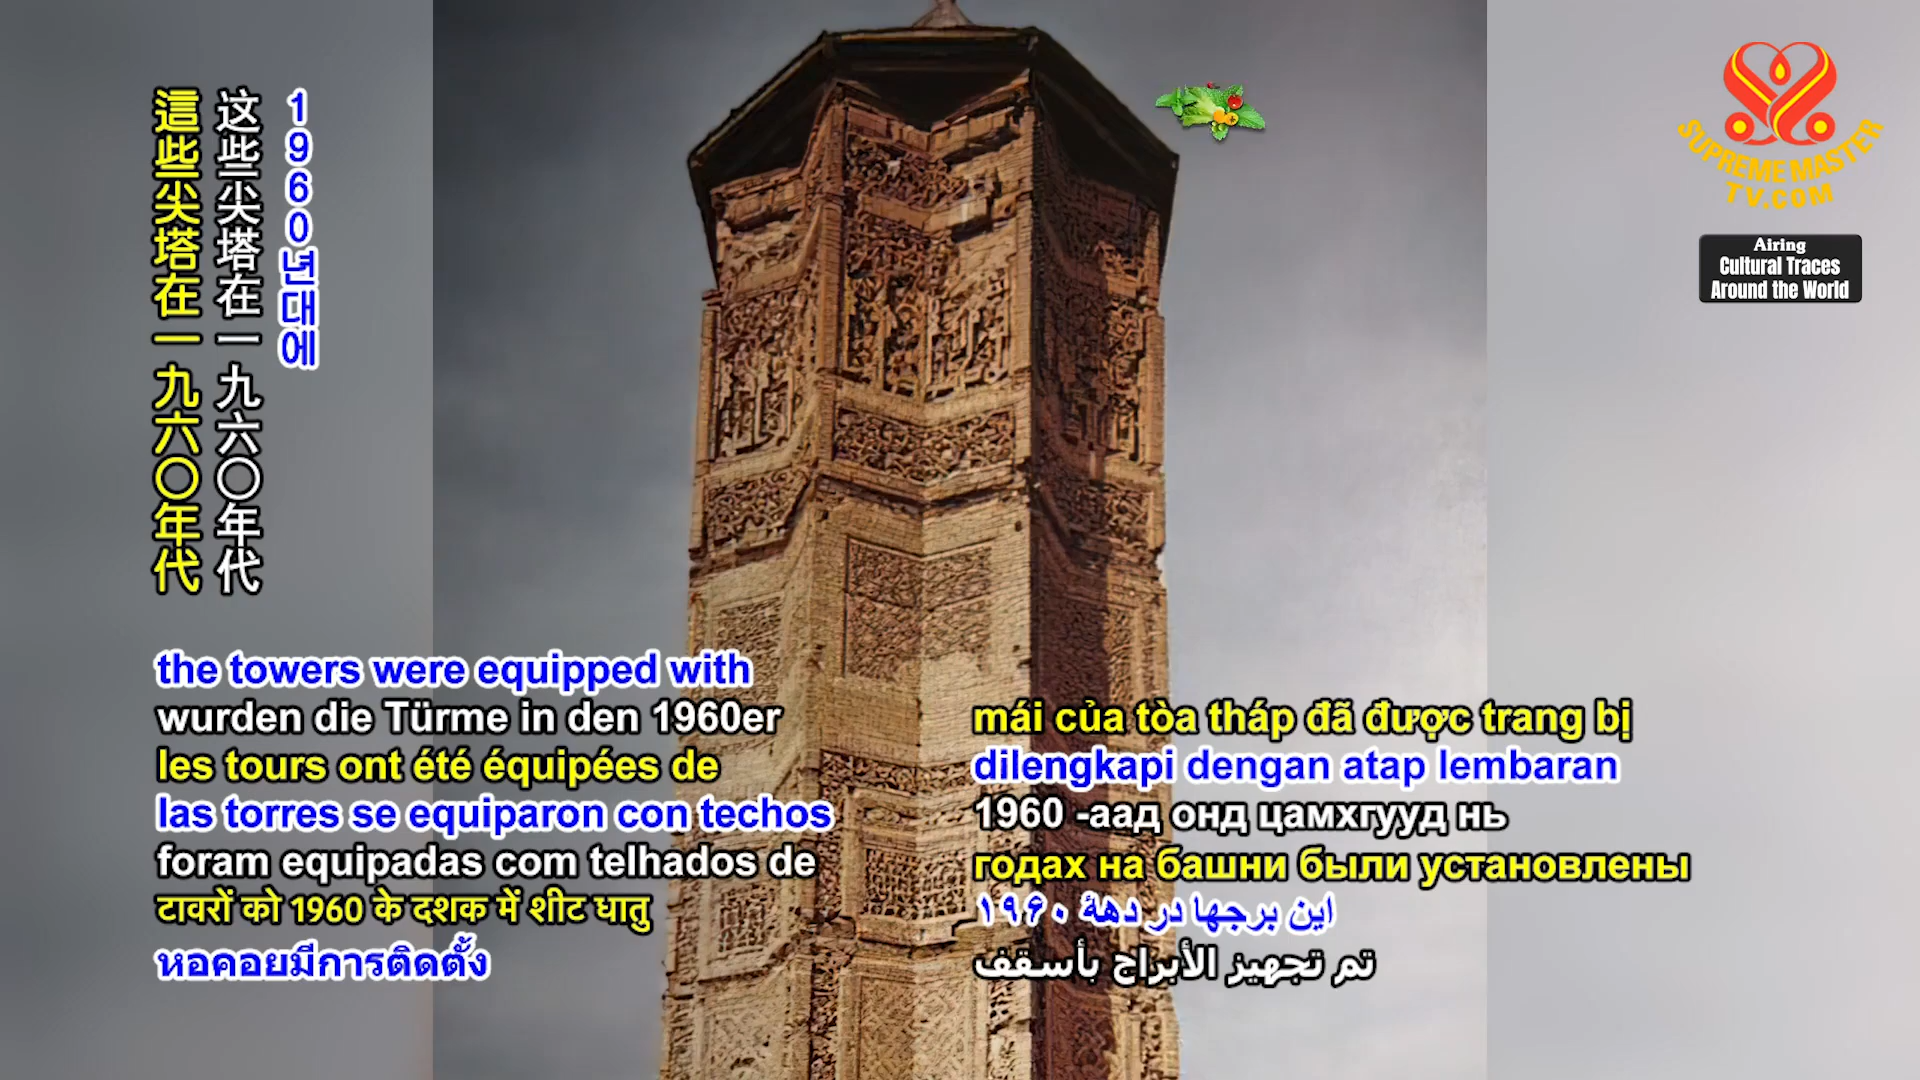 這些尖塔在一九六〇年代
这些尖塔在一九六〇年代
1960년대에
the towers were equipped with
wurden die Türme in den 1960er
les tours ont été équipées de
las torres se equiparon con techos
foram equipadas com telhados de
टावरों को 1960 के दशक में शीट धातु
หอคอยมีการติดตั้ง
mái của tòa tháp đã được trang bị
dilengkapi dengan atap lembaran
1960 -аад онд цамхгууд нь
годах на башни были установлены
این برجها در دههٔ ۱۹۶۰
تم تجهيز الأبراج بأسقف
SUPREME MASTER
TV.COM
Airing
Cultural Traces
Around the World